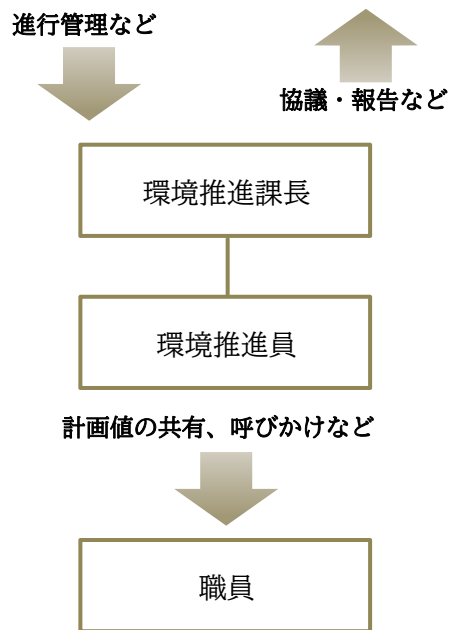 進行管理など
協議・報告など
環境推進課長
環境推進員
計画値の共有、呼びかけなど
職員